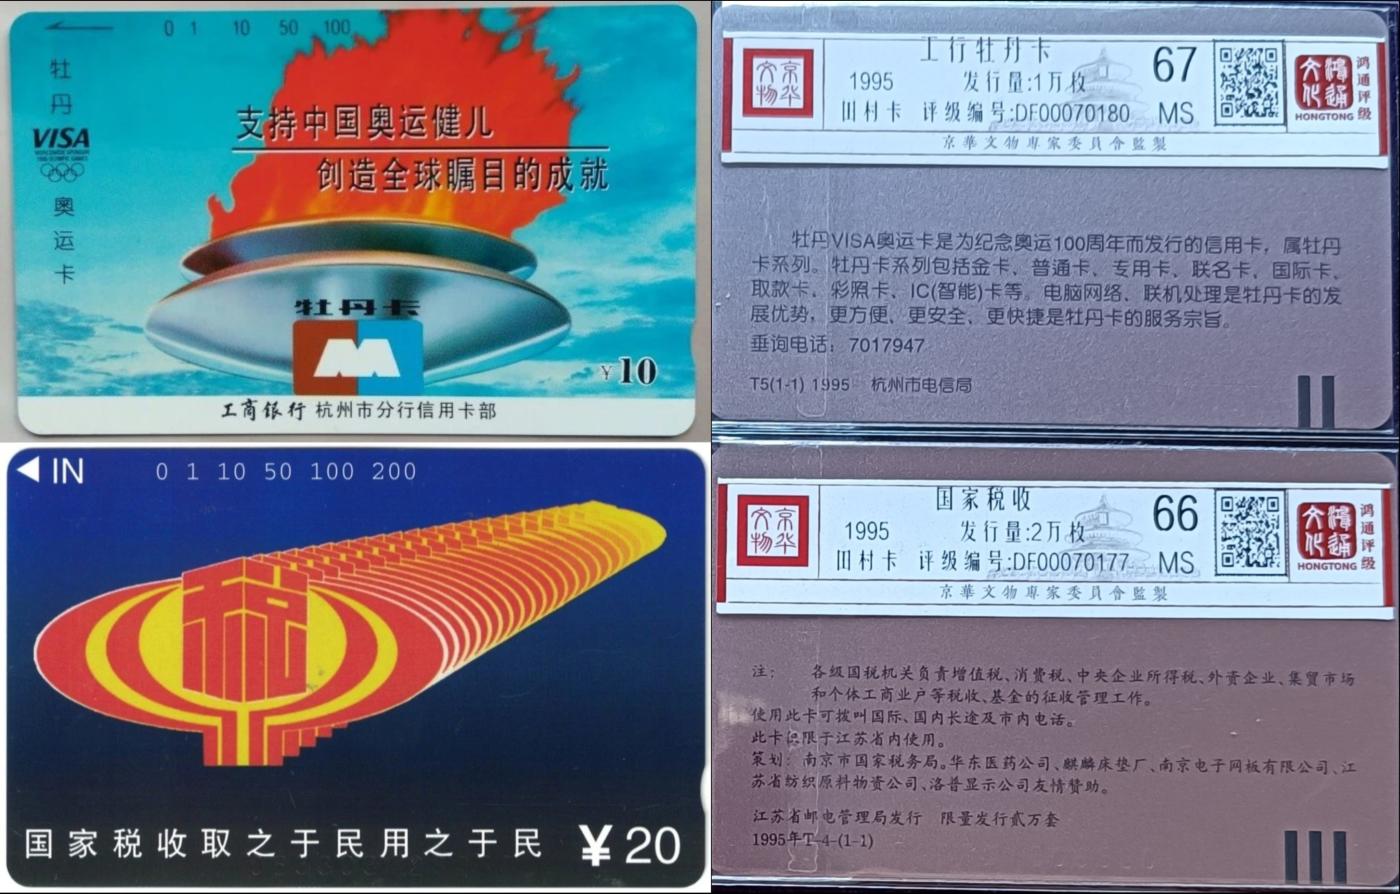 0 1 10 50 100
牡丹
VISA
WORLDWIDE SPONSOR
1996 OLYMPIC GAMES
奥运卡
支持中国奥运健儿
创造全球瞩目的成就
牡丹卡
¥10
工商银行 杭州市分行信用卡部
京华文物
工行牡丹卡
1995 发行量:1万枚
田村卡 评级编号:DF00070180
67
MS
鸿通文化
HONGTONG
鸿通评级
京華文物專家委員會監製
牡丹VISA奥运卡是为纪念奥运100周年而发行的信用卡，属牡丹
卡系列。牡丹卡系列包括金卡、普通卡、专用卡、联名卡、国际卡、
取款卡、彩照卡、IC(智能)卡等。电脑网络、联机处理是牡丹卡的发
展优势，更方便、更安全、更快捷是牡丹卡的服务宗旨。
垂询电话：7017947
T5(1-1) 1995 杭州市电信局
IN
0 1 10 50 100 200
税
国家税收取之于民用之于民
¥20
京华文物
国家税收
1995 发行量:2万枚
田村卡 评级编号:DF00070177
66
MS
鸿通文化
HONGTONG
鸿通评级
京華文物專家委員會監製
注： 各级国税机关负责增值税、消费税、中央企业所得税、外资企业、集贸市场
和个体工商业户等税收、基金的征收管理工作。
使用此卡可拨叫国际、国内长途及市内电话。
此卡仅限于江苏省内使用。
策划：南京市国家税务局。华东医药公司、麒麟床垫厂、南京电子网板有限公司、江
苏省纺织原料物资公司、洛普显示公司友情赞助。
江苏省邮电管理局发行 限量发行贰万套
1995年T-4-(1-1)